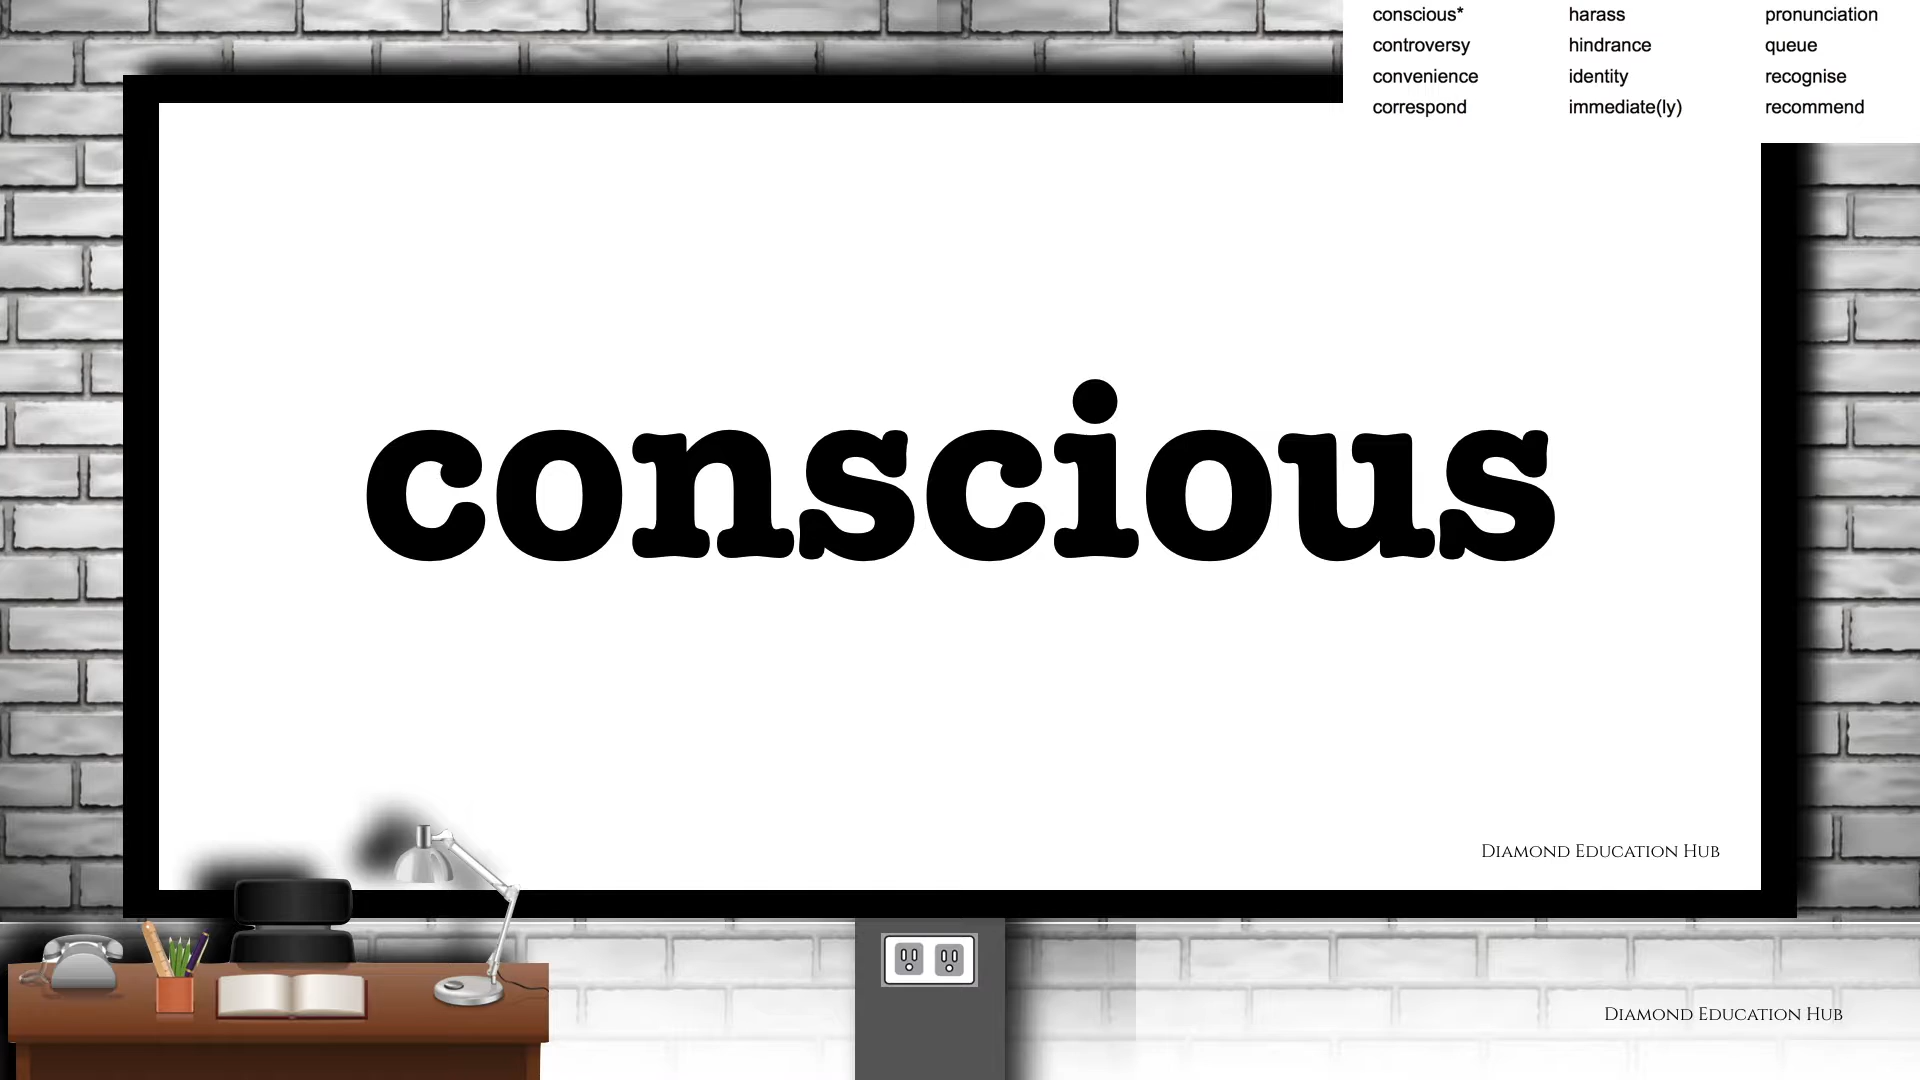 conscious* harass pronunciation
controversy hindrance queue
convenience identity recognise
correspond immediate(ly) recommend
conscious
Diamond Education Hub
Diamond Education Hub